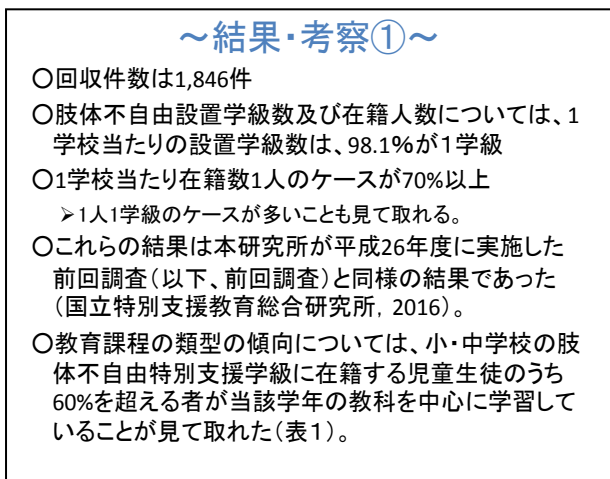 ～結果・考察①～
○回収件数は1,846件
○肢体不自由設置学級数及び在籍人数については、1
学校当たりの設置学級数は、98.1%が１学級
○1学校当たり在籍数1人のケースが70%以上
➢1人1学級のケースが多いことも見て取れる。
○これらの結果は本研究所が平成26年度に実施した
前回調査（以下、前回調査）と同様の結果であった
（国立特別支援教育総合研究所, 2016）。
○教育課程の類型の傾向については、小・中学校の肢
体不自由特別支援学級に在籍する児童生徒のうち
60%を超える者が当該学年の教科を中心に学習して
いることが見て取れた（表１）。